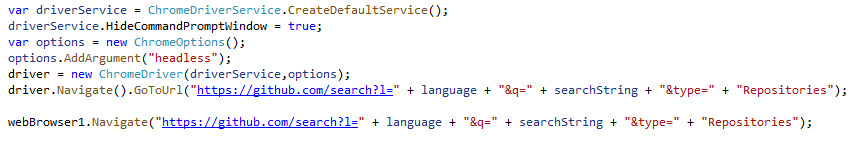 var driverService = ChromeDriverService.CreateDefaultService();
driverService.HideCommandPromptWindow = true;
var options = new ChromeOptions();
options.AddArgument("headless");
driver = new ChromeDriver(driverService,options);
driver.Navigate().GoToUrl("https://github.com/search?l=" + language + "&q=" + searchString + "&type=" + "Repositories");
webBrowser1.Navigate("https://github.com/search?l=" + language + "&q=" + searchString + "&type=" + "Repositories");